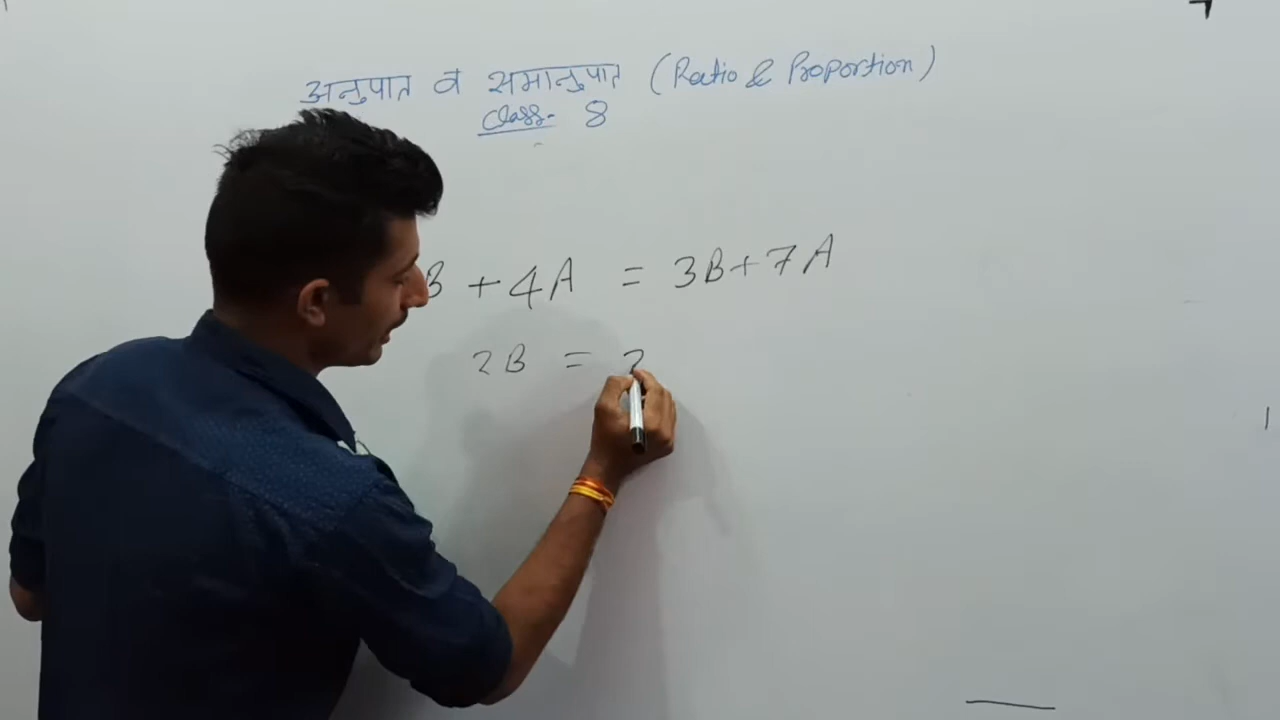 अनुपात व समानुपात (Ratio & Proportion)
Class- 8
B + 4A = 3B + 7A
2B =